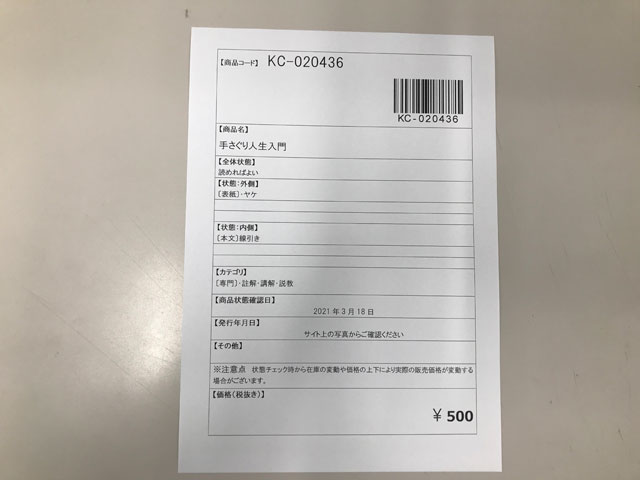 【商品コード】 KC-020436
KC-020436
【商品名】
手さぐり人生入門
【全体状態】
読めればよい
【状態:外側】
〔表紙〕・ヤケ
【状態:内側】
〔本文〕線引き
【カテゴリ】
〔専門〕・註解・講解・説教
【商品状態確認日】
2021 年 3 月 18 日
【発行年月日】
サイト上の写真からご確認ください
【その他】
※注意点 状態チェック時から在庫の変動や価格の上下により実際の販売価格が変動する
場合がございます。
【価格(税抜き)】
¥ 500